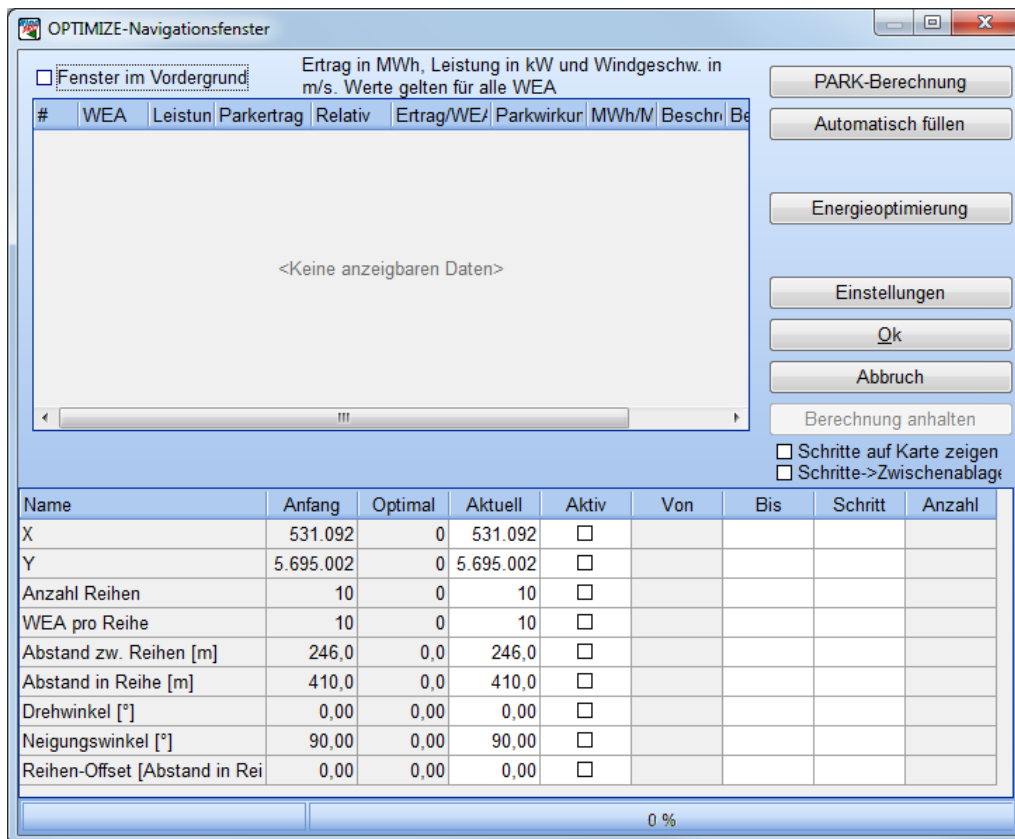 OPTIMIZE-Navigationsfenster
Fenster im Vordergrund
Ertrag in MWh, Leistung in kW und Windgeschw. in
m/s. Werte gelten für alle WEA
PARK-Berechnung
Automatisch füllen
# WEA Leistun Parkertrag Relativ Ertrag/WEA Parkwirkur MWh/M Beschr Be
Energieoptimierung
<Keine anzeigbaren Daten>
Einstellungen
Ok
Abbruch
Berechnung anhalten
Schritte auf Karte zeigen
Schritte->Zwischenablage
Name Anfang Optimal Aktuell Aktiv Von Bis Schritt Anzahl
X 531.092 0 531.092
Y 5.695.002 0 5.695.002
Anzahl Reihen 10 0 10
WEA pro Reihe 10 0 10
Abstand zw. Reihen [m] 246,0 0,0 246,0
Abstand in Reihe [m] 410,0 0,0 410,0
Drehwinkel [°] 0,00 0,00 0,00
Neigungswinkel [°] 90,00 0,00 90,00
Reihen-Offset [Abstand in Rei 0,00 0,00 0,00
0 %